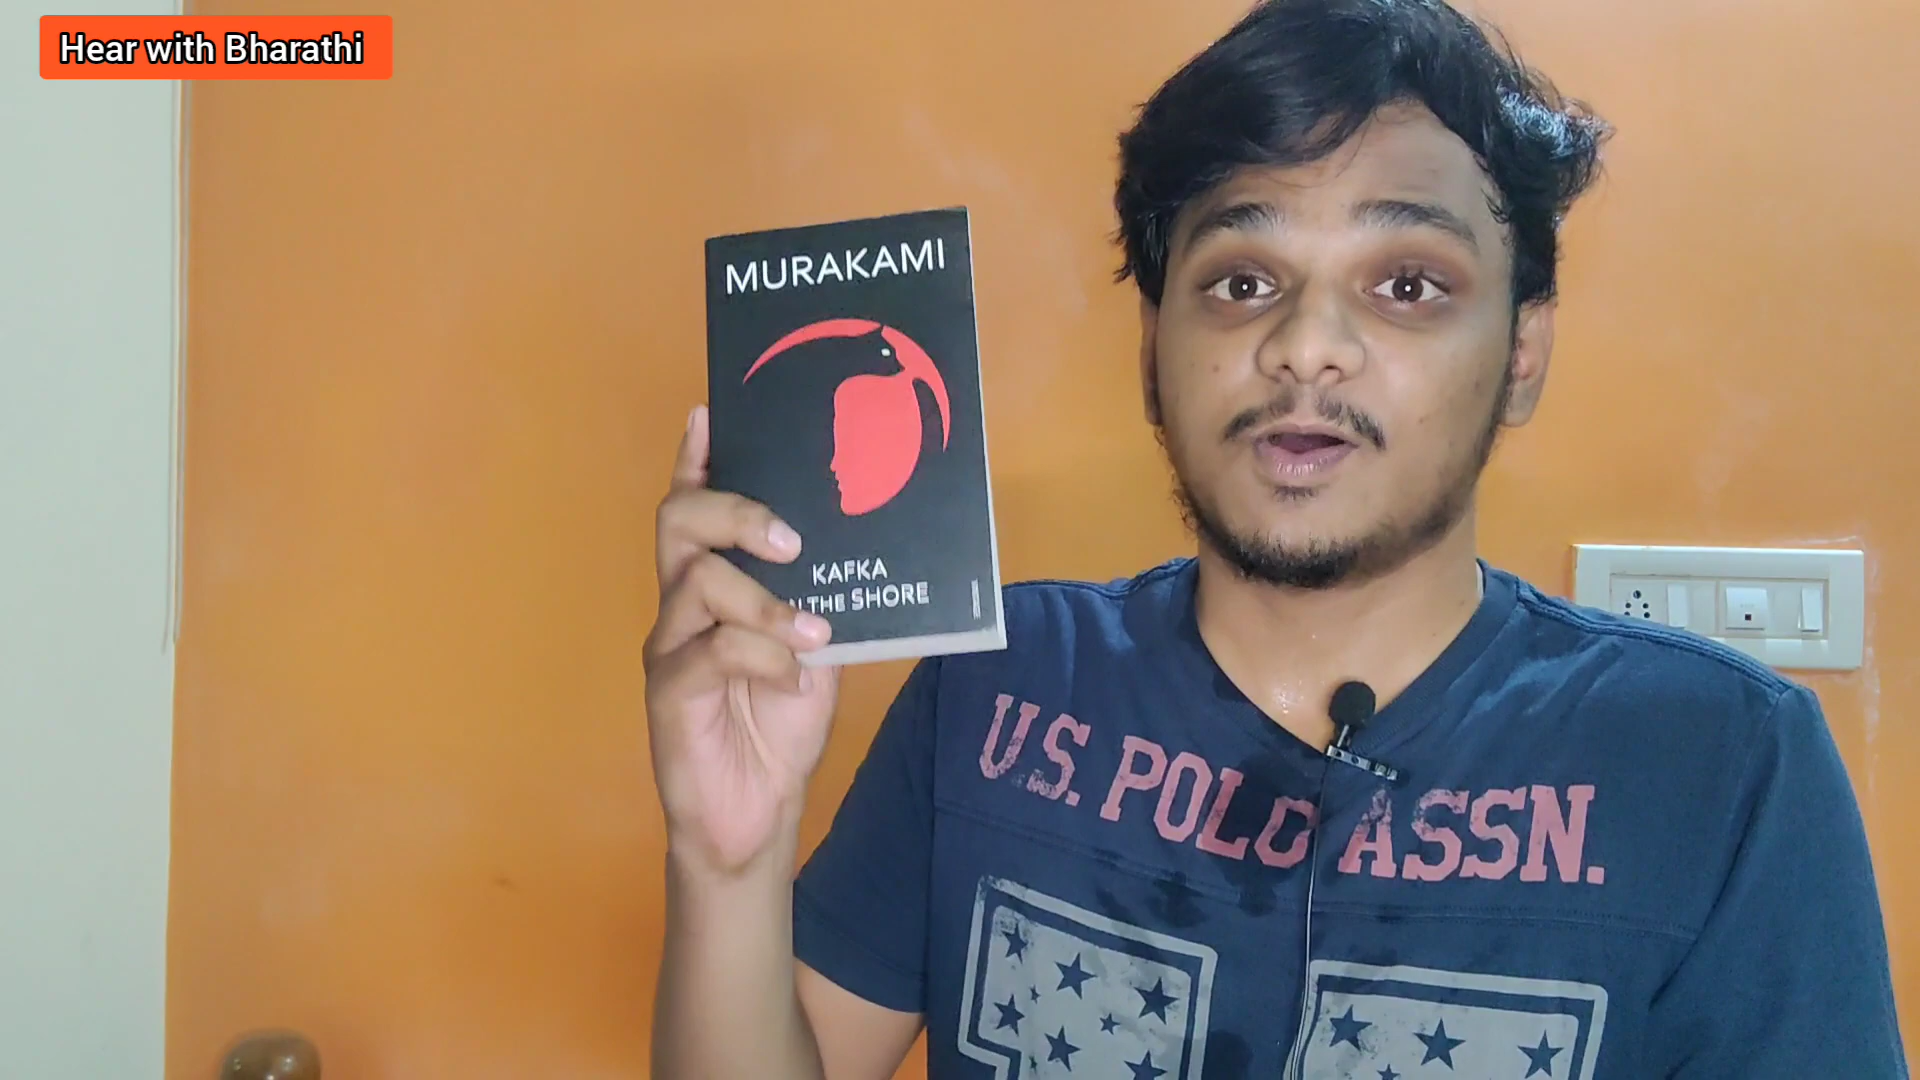 Hear with Bharathi
MURAKAMI
KAFKA
THE SHORE
U.S. POLO ASSN.